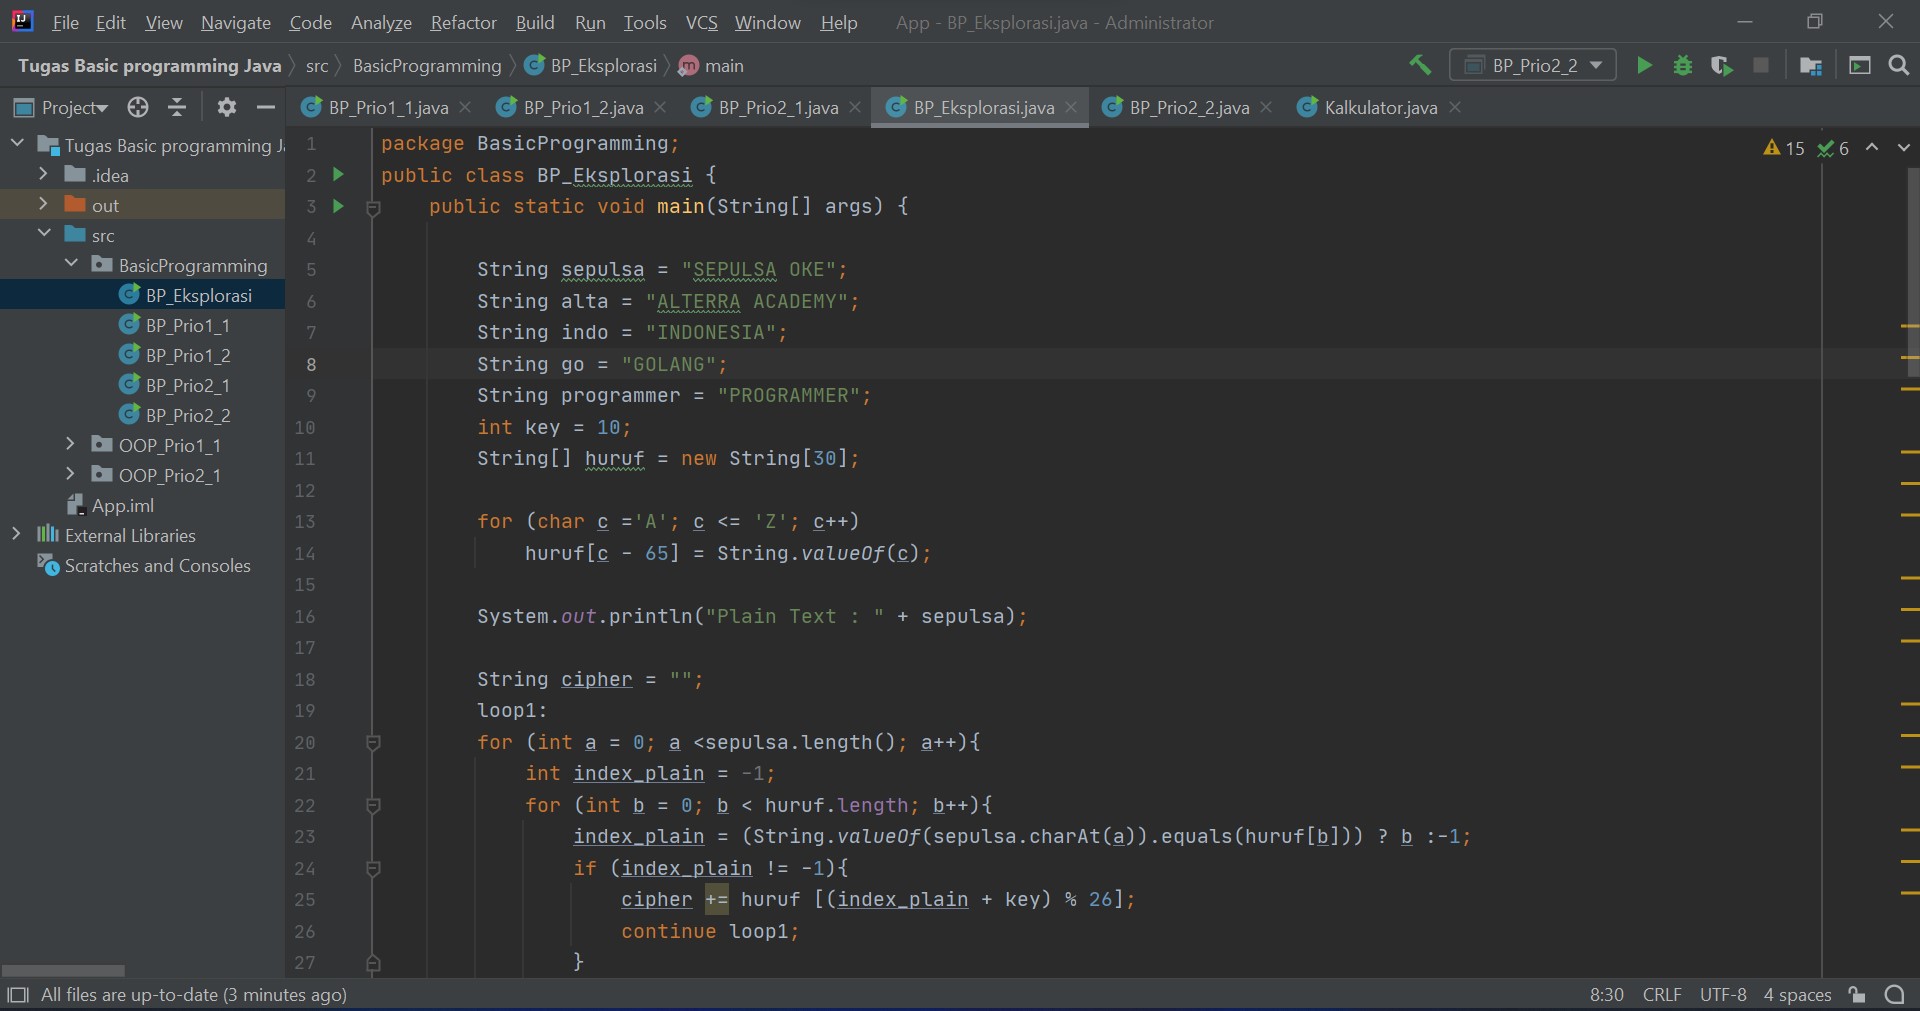 File Edit View Navigate Code Analyze Refactor Build Run Tools VCS Window Help App - BP_Eksplorasi.java - Administrator
Tugas Basic programming Java src BasicProgramming BP_Eksplorasi main BP_Prio2_2
Project BP_Prio1_1.java BP_Prio1_2.java BP_Prio2_1.java BP_Eksplorasi.java BP_Prio2_2.java Kalkulator.java
Tugas Basic programming J
.idea
out
src
BasicProgramming
BP_Eksplorasi
BP_Prio1_1
BP_Prio1_2
BP_Prio2_1
BP_Prio2_2
OOP_Prio1_1
OOP_Prio2_1
App.iml
External Libraries
Scratches and Consoles
15 6
1 package BasicProgramming;
2 public class BP_Eksplorasi {
3 public static void main(String[] args) {
4
5 String sepulsa = "SEPULSA OKE";
6 String alta = "ALTERRA ACADEMY";
7 String indo = "INDONESIA";
8 String go = "GOLANG";
9 String programmer = "PROGRAMMER";
10 int key = 10;
11 String[] huruf = new String[30];
12
13 for (char c ='A'; c <= 'Z'; c++)
14 huruf[c - 65] = String.valueOf(c);
15
16 System.out.println("Plain Text : " + sepulsa);
17
18 String cipher = "";
19 loop1:
20 for (int a = 0; a <sepulsa.length(); a++){
21 int index_plain = -1;
22 for (int b = 0; b < huruf.length; b++){
23 index_plain = (String.valueOf(sepulsa.charAt(a)).equals(huruf[b])) ? b :-1;
24 if (index_plain != -1){
25 cipher += huruf [(index_plain + key) % 26];
26 continue loop1;
27 }
All files are up-to-date (3 minutes ago) 8:30 CRLF UTF-8 4 spaces